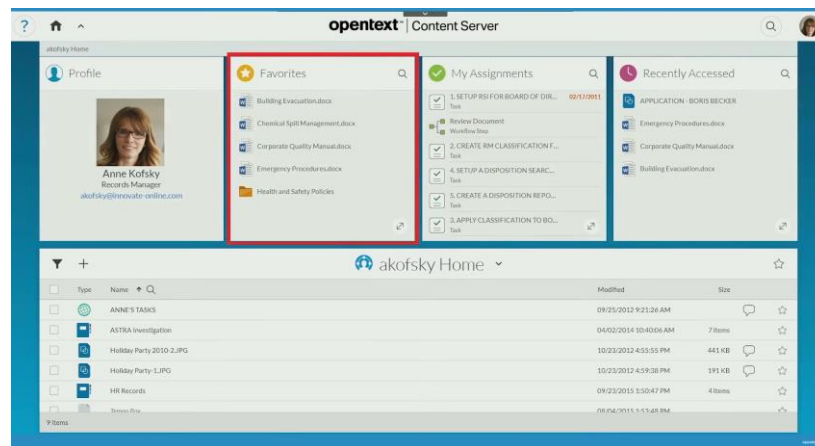 ?
opentext™ | Content Server
akofsky Home
Profile
Anne Kofsky
Records Manager
akofsky@innovate-online.com
Favorites
Building Evacuation.docx
Chemical Spill Management.docx
Corporate Quality Manual.docx
Emergency Procedures.docx
Health and Safety Policies
My Assignments
1. SETUP RSI FOR BOARD OF DIR... 02/17/2011
Task
Review Document
Workflow Step
2. CREATE RM CLASSIFICATION F...
Task
4. SETUP A DISPOSITION SEARC...
Task
5. CREATE A DISPOSITION REPO...
Task
3. APPLY CLASSIFICATION TO BO...
Task
Recently Accessed
APPLICATION - BORIS BECKER
Emergency Procedures.docx
Corporate Quality Manual.docx
Building Evacuation.docx
akofsky Home
Type Name Modified Size
ANNE'S TASKS 09/25/2012 9:21:26 AM
ASTRA Investigation 04/02/2014 10:40:06 AM 7 Items
Holiday Party 2010-2.JPG 10/23/2012 4:55:55 PM 441 KB
Holiday Party-1.JPG 10/23/2012 4:59:38 PM 191 KB
HR Records 09/23/2015 1:50:47 PM 4 Items
9 items